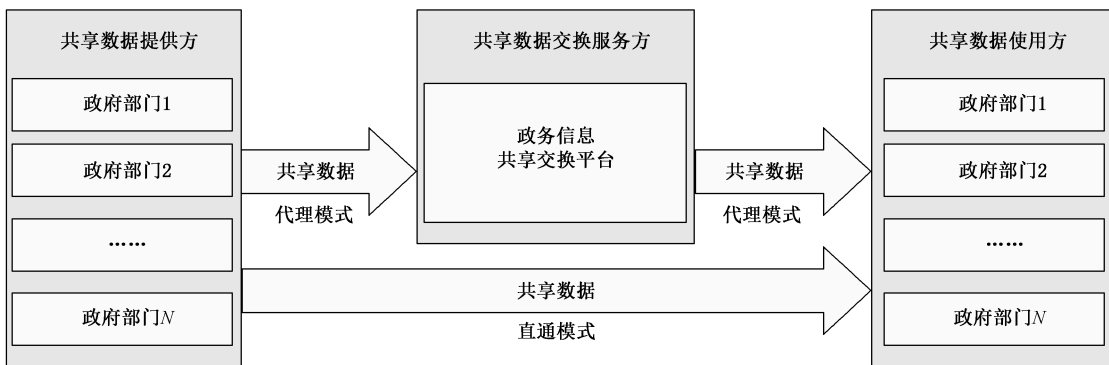 共享数据提供方
政府部门1
政府部门2
……
政府部门N
共享数据
代理模式
共享数据交换服务方
政务信息
共享交换平台
共享数据
代理模式
共享数据
直通模式
共享数据使用方
政府部门1
政府部门2
……
政府部门N